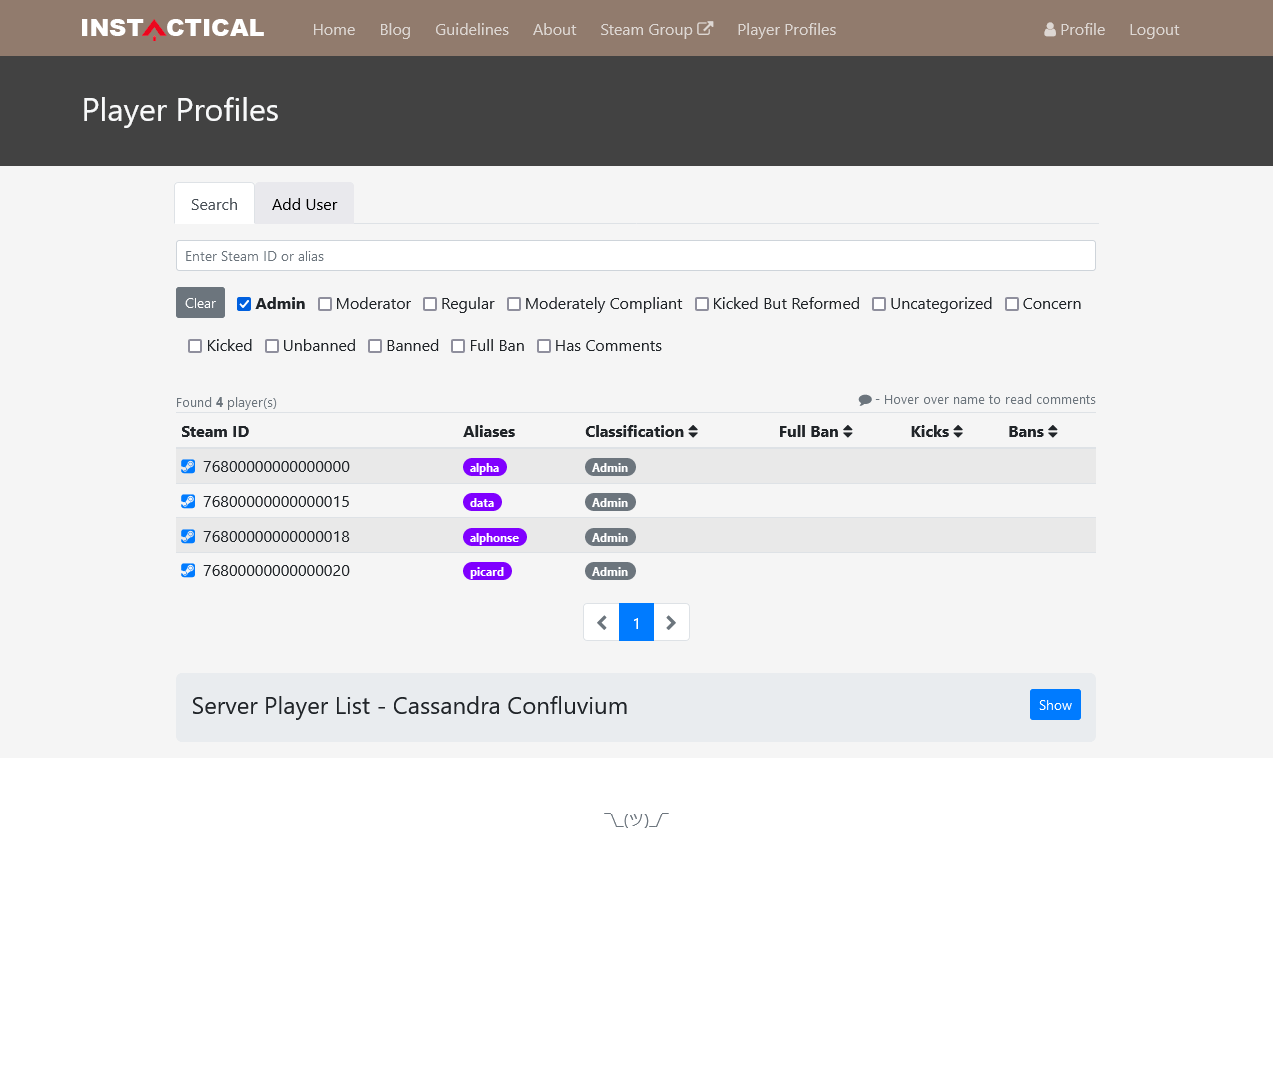 INSTACTICAL Home Blog Guidelines About Steam Group Player Profiles Profile Logout
Player Profiles
Search Add User
Enter Steam ID or alias
Clear Admin Moderator Regular Moderately Compliant Kicked But Reformed Uncategorized Concern
Kicked Unbanned Banned Full Ban Has Comments
Found 4 player(s) - Hover over name to read comments
Steam ID Aliases Classification Full Ban Kicks Bans
76800000000000000 alpha Admin
76800000000000015 data Admin
76800000000000018 alphonse Admin
76800000000000020 picard Admin
1
Server Player List - Cassandra Confluvium Show
¯\_(ツ)_/¯